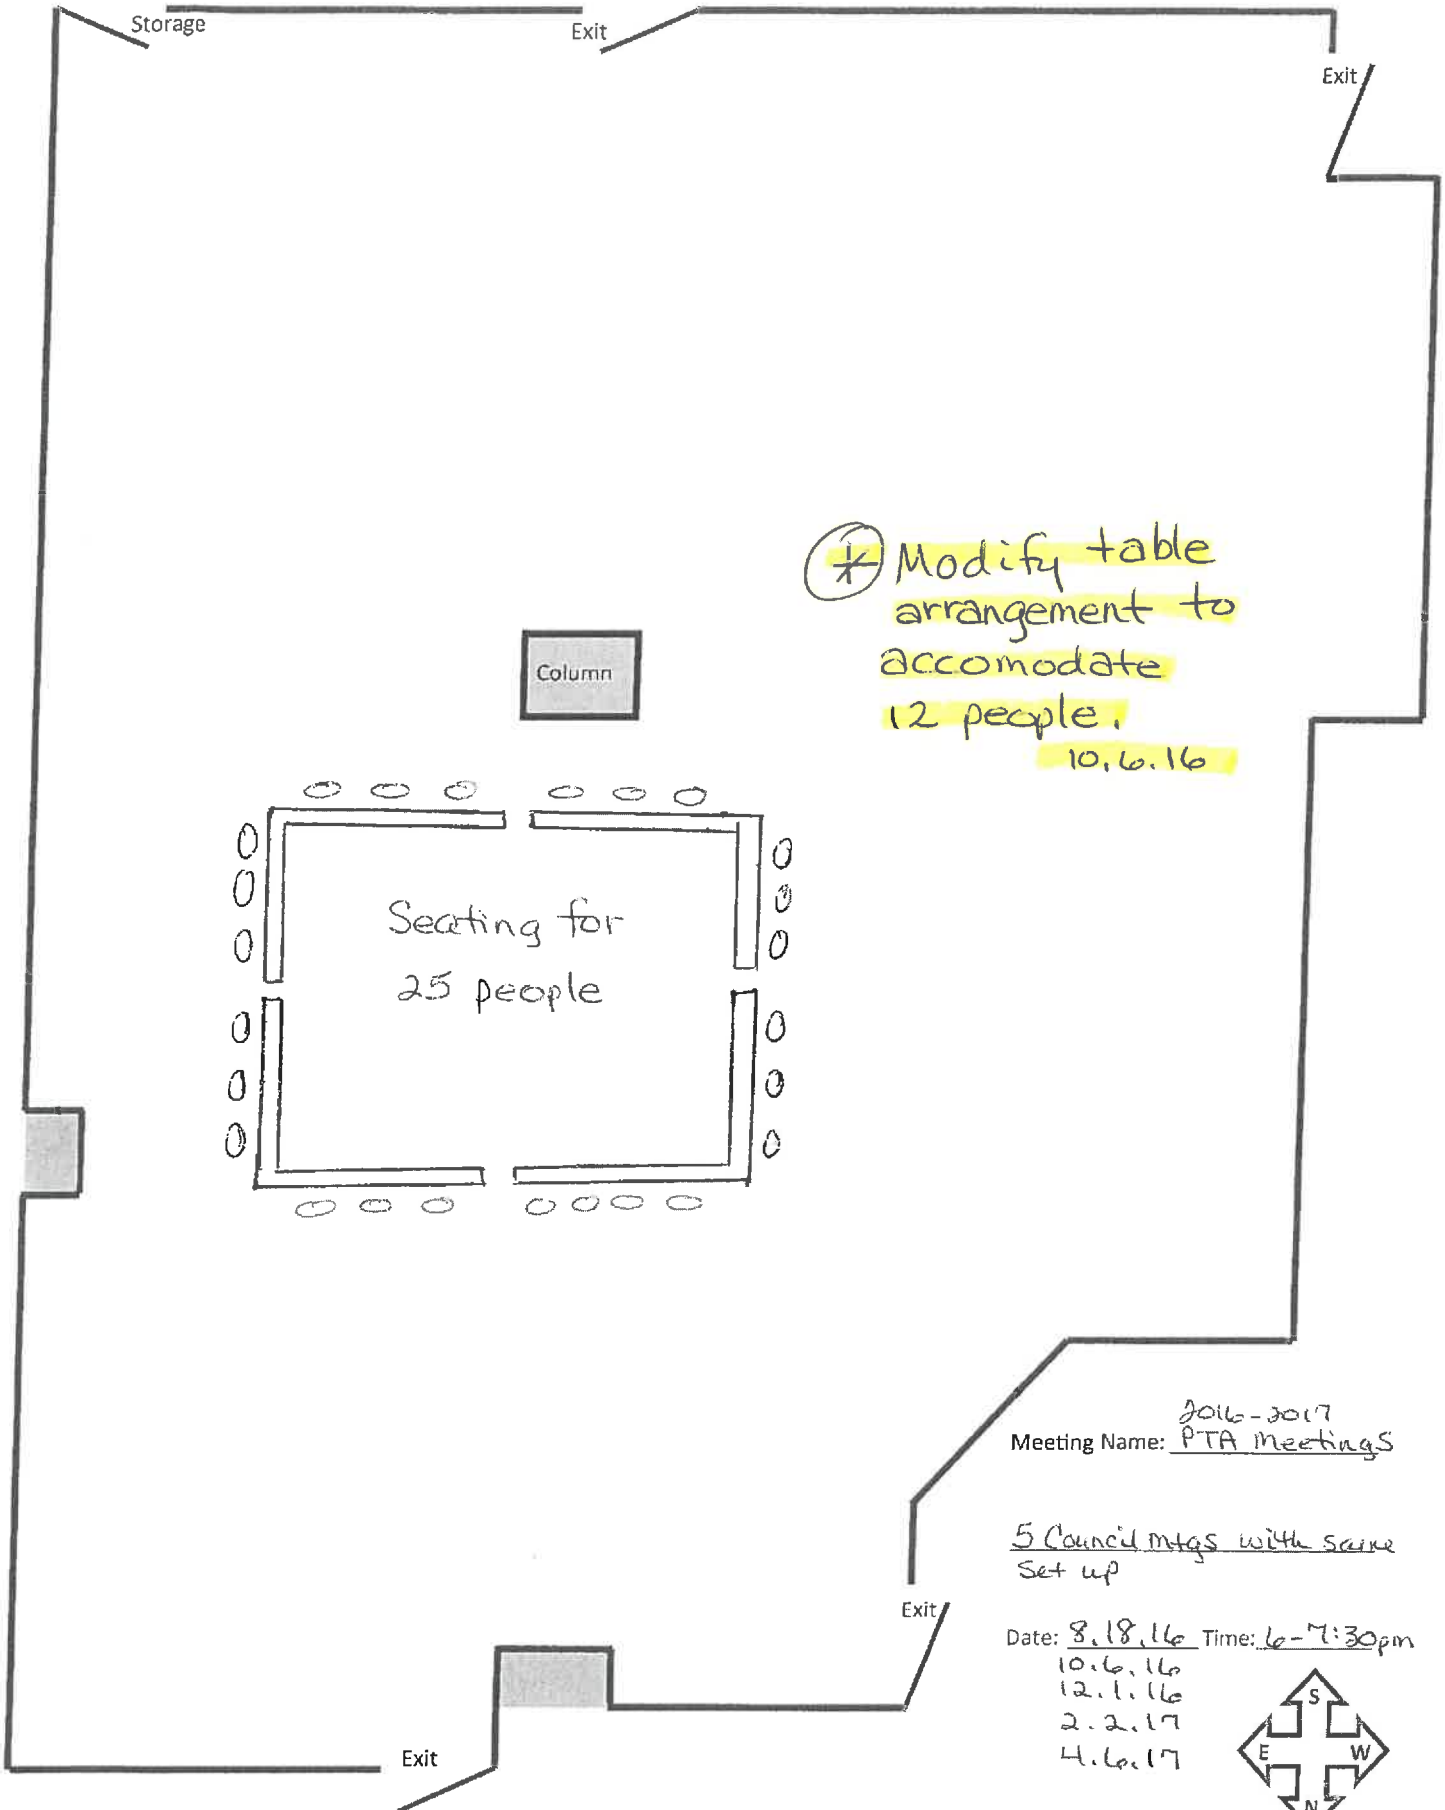 Storage
Exit
Exit
* Modify table
arrangement to
accomodate
12 people.
10.6.16
Column
Seating for
25 people
2016-2017
Meeting Name: PTA Meetings
5 Council mtgs with same
Set up
Exit
Date: 8.18.16 Time: 6-7:30pm
10.6.16
12.1.16
2.2.17
4.6.17
S
E W
N
Exit